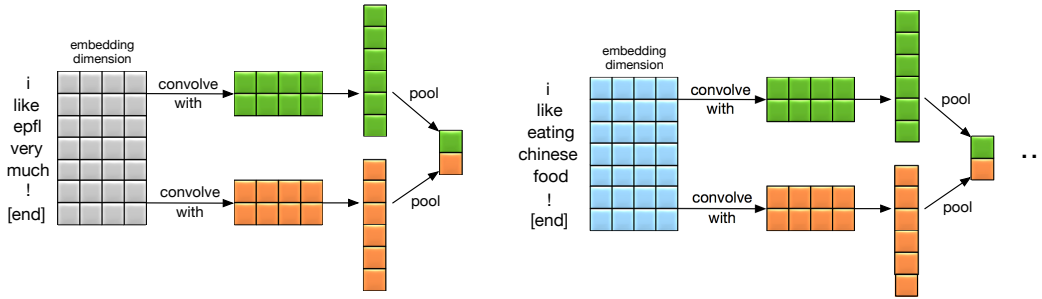 embedding
dimension
i
like
epfl
very
much
!
[end]
convolve
with
pool
convolve
with
pool
embedding
dimension
i
like
eating
chinese
food
!
[end]
convolve
with
pool
convolve
with
pool
..